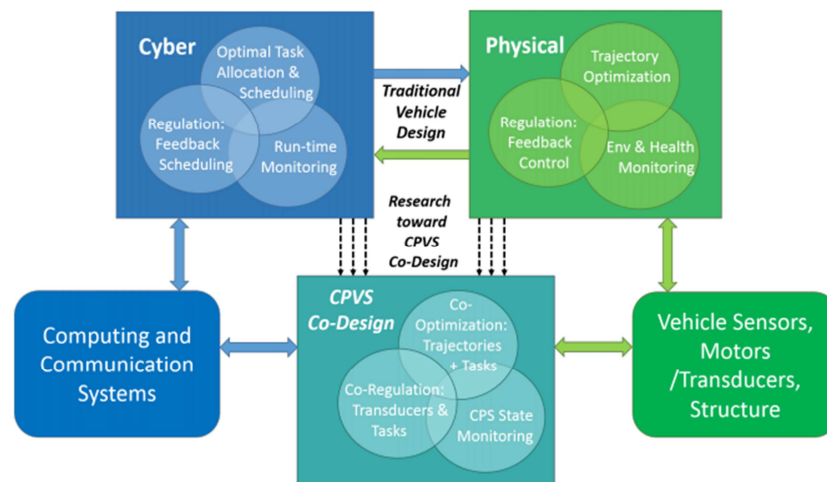 Cyber
Optimal Task
Allocation &
Scheduling
Regulation:
Feedback
Scheduling
Run-time
Monitoring
Traditional
Vehicle
Design
Physical
Trajectory
Optimization
Regulation:
Feedback
Control
Env & Health
Monitoring
Research
toward
CPVS
Co-Design
Computing and
Communication
Systems
CPVS
Co-Design
Co-
Optimization:
Trajectories
+ Tasks
Co-Regulation:
Transducers &
Tasks
CPS State
Monitoring
Vehicle Sensors,
Motors
/Transducers,
Structure